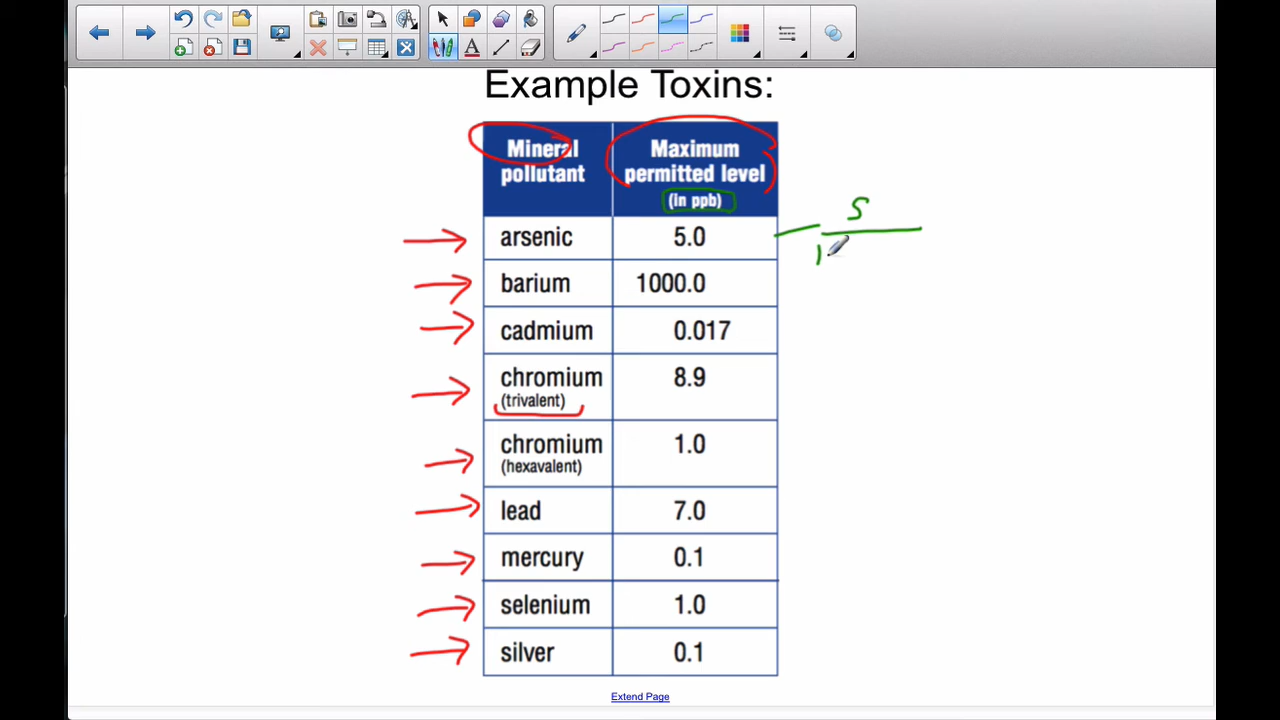 Example Toxins:
Mineral pollutant Maximum permitted level (in ppb)
arsenic 5.0 5
1
barium 1000.0
cadmium 0.017
chromium (trivalent) 8.9
chromium (hexavalent) 1.0
lead 7.0
mercury 0.1
selenium 1.0
silver 0.1
Extend Page